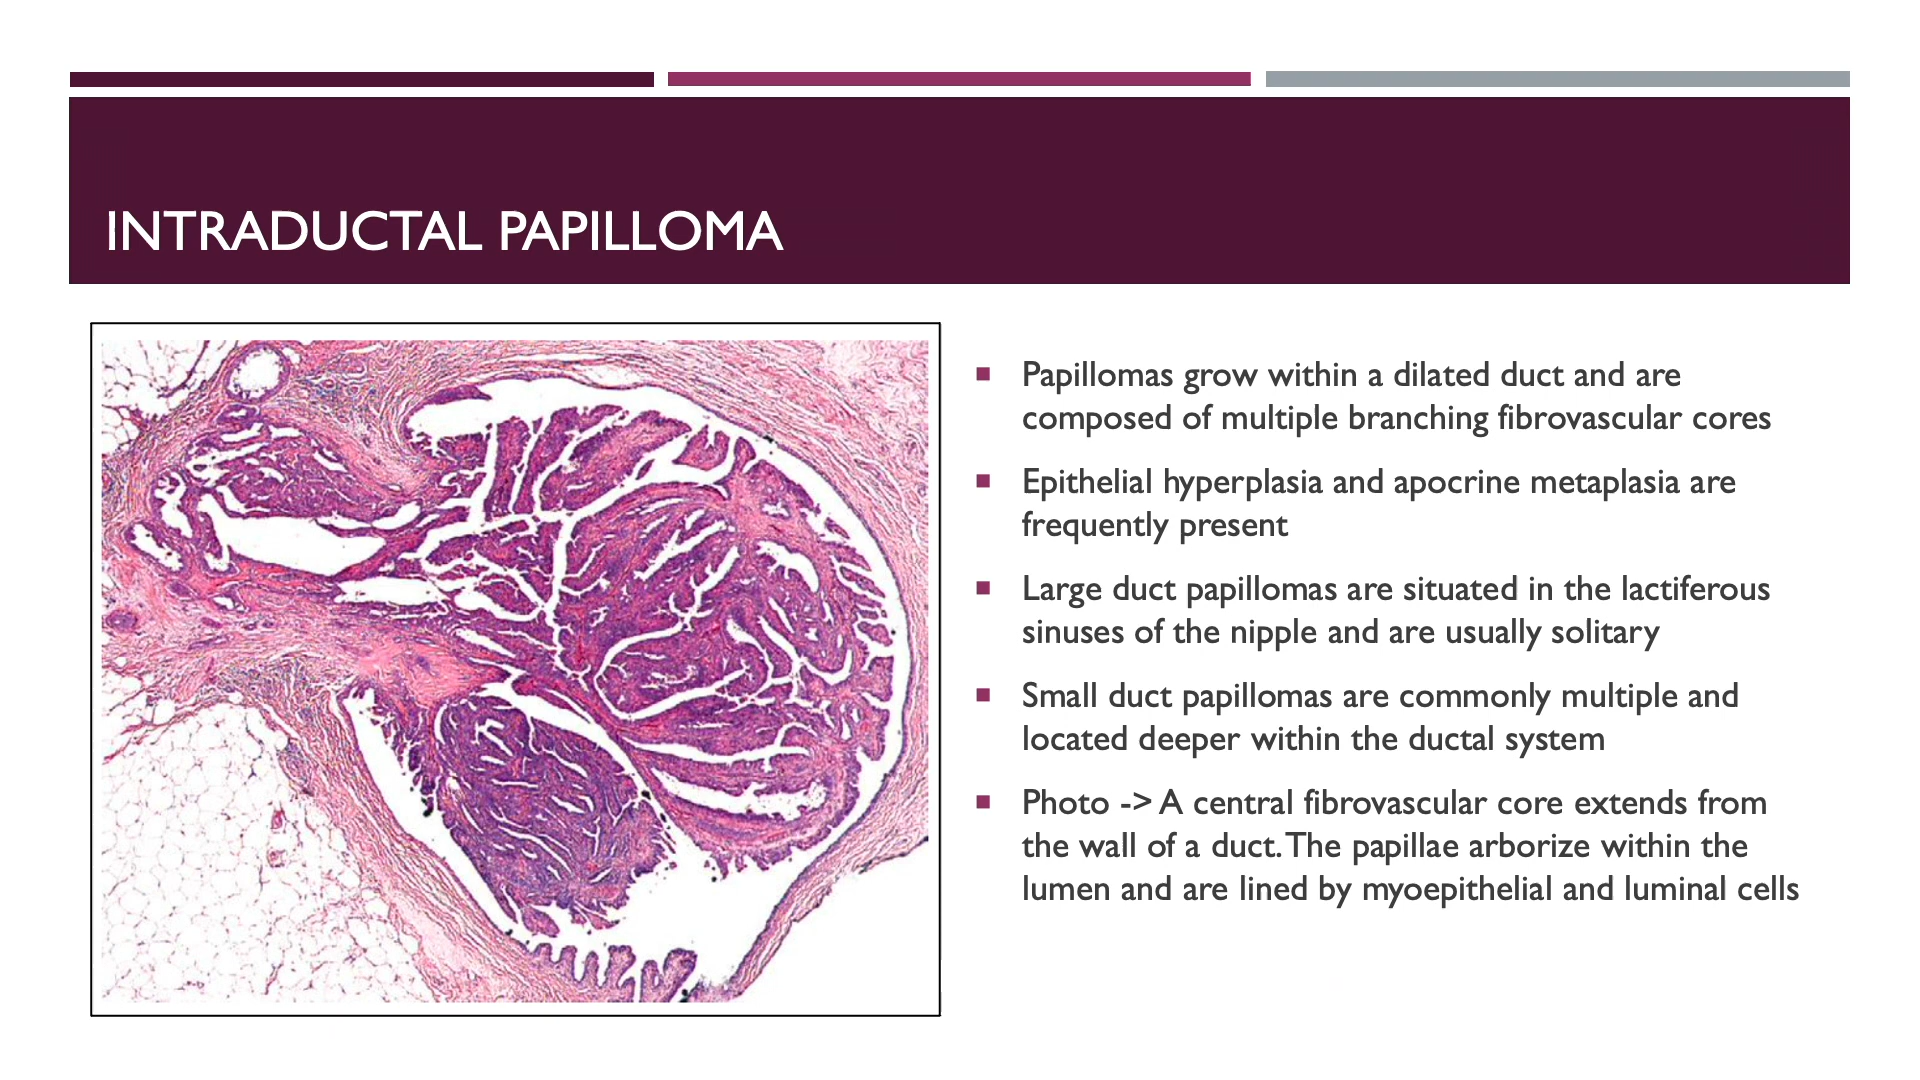 INTRADUCTAL PAPILLOMA
Papillomas grow within a dilated duct and are
composed of multiple branching fibrovascular cores
Epithelial hyperplasia and apocrine metaplasia are
frequently present
Large duct papillomas are situated in the lactiferous
sinuses of the nipple and are usually solitary
Small duct papillomas are commonly multiple and
located deeper within the ductal system
Photo -> A central fibrovascular core extends from
the wall of a duct. The papillae arborize within the
lumen and are lined by myoepithelial and luminal cells